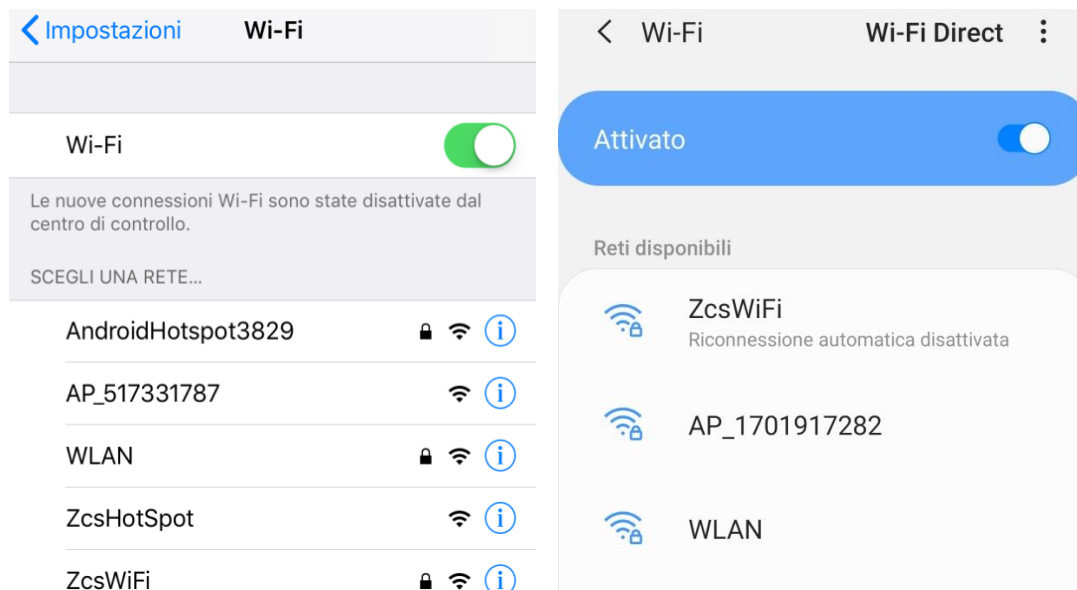 Impostazioni Wi-Fi
Wi-Fi
Le nuove connessioni Wi-Fi sono state disattivate dal
centro di controllo.
SCEGLI UNA RETE...
AndroidHotspot3829
AP_517331787
WLAN
ZcsHotSpot
ZcsWiFi
Wi-Fi Wi-Fi Direct
Attivato
Reti disponibili
ZcsWiFi
Riconnessione automatica disattivata
AP_1701917282
WLAN